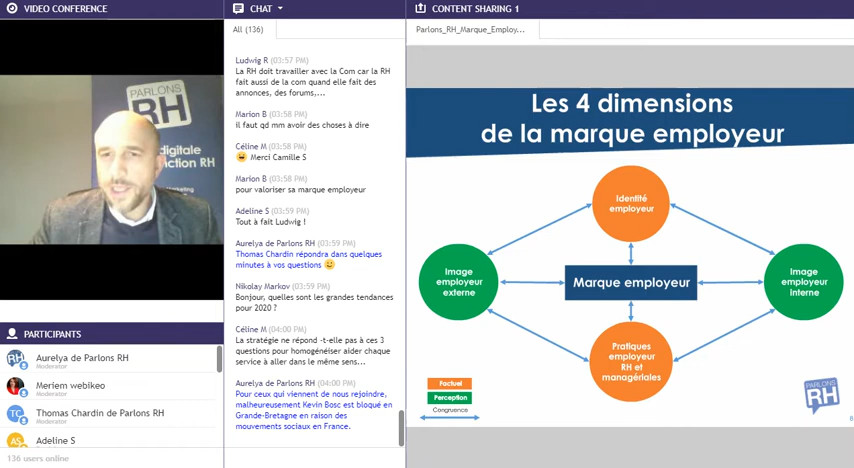 VIDEO CONFERENCE
PARLONS
RH
digitale
nction RH
Marketing
PARTICIPANTS
RH
Aurelya de Parlons RH
Moderator
Meriem webikeo
Moderator
TC
Thomas Chardin de Parlons RH
Moderator
AS
Adeline S
136 users online
CHAT
All (136)
Ludwig R (03:57 PM)
La RH doit travailler avec la Com car la RH
fait aussi de la com quand elle fait des
annonces, des forums,...
Marion B (03:58 PM)
il faut qd mm avoir des choses à dire
Céline M (03:58 PM)
Merci Camille S
Marion B (03:58 PM)
pour valoriser sa marque employeur
Adeline S (03:59 PM)
Tout à fait Ludwig !
Aurelya de Parlons RH (03:59 PM)
Thomas Chardin répondra dans quelques
minutes à vos questions
Nikolay Markov (03:59 PM)
Bonjour, quelles sont les grandes tendances
pour 2020 ?
Céline M (04:00 PM)
La stratégie ne répond -t-elle pas à ces 3
questions pour homogénéiser aider chaque
service à aller dans le même sens...
Aurelya de Parlons RH (04:00 PM)
Pour ceux qui viennent de nous rejoindre,
malheureusement Kevin Bosc est bloqué en
Grande-Bretagne en raison des
mouvements sociaux en France.
CONTENT SHARING 1
Parlons_RH_Marque_Employ...
Les 4 dimensions
de la marque employeur
Identité
employeur
Image
employeur
externe
Marque employeur
Image
employeur
interne
Pratiques
employeur
RH et
managériales
Factuel
Perception
Congruence
PARLONS
RH
8